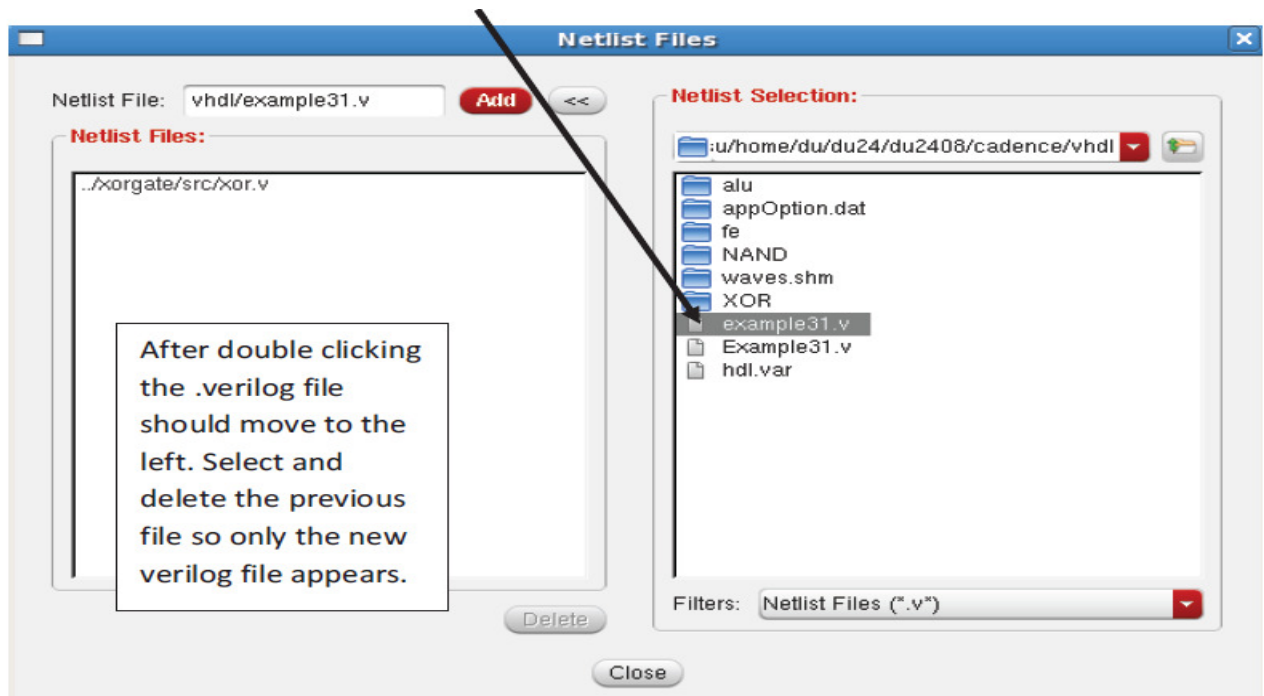 Netlist Files
Netlist File: vhdl/example31.v Add <<
Netlist Files:
../xorgate/src/xor.v
After double clicking
the .verilog file
should move to the
left. Select and
delete the previous
file so only the new
verilog file appears.
Delete
Netlist Selection:
:u/home/du/du24/du2408/cadence/vhdl
alu
appOption.dat
fe
NAND
waves.shm
XOR
example31.v
Example31.v
hdl.var
Filters: Netlist Files (*.v*)
Close